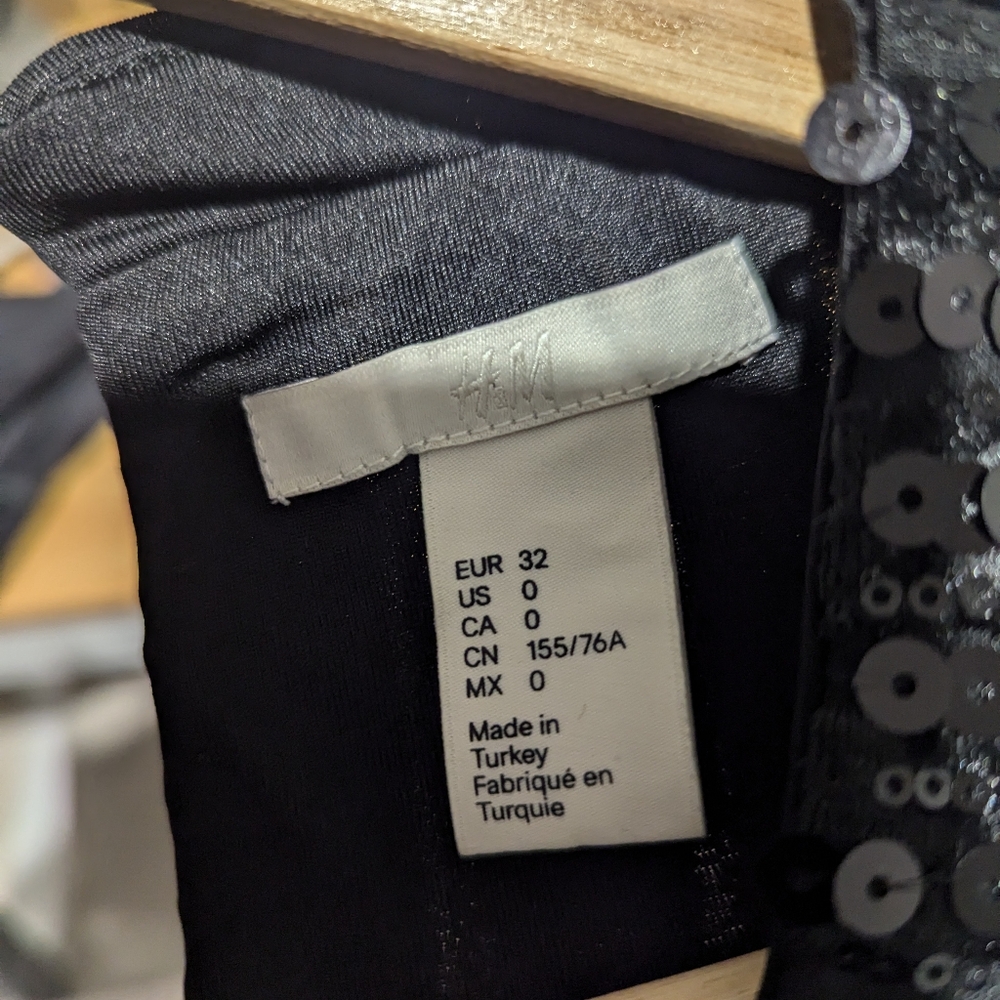 H&M
EUR 32
US 0
CA 0
CN 155/76A
MX 0
Made in
Turkey
Fabriqué en
Turquie